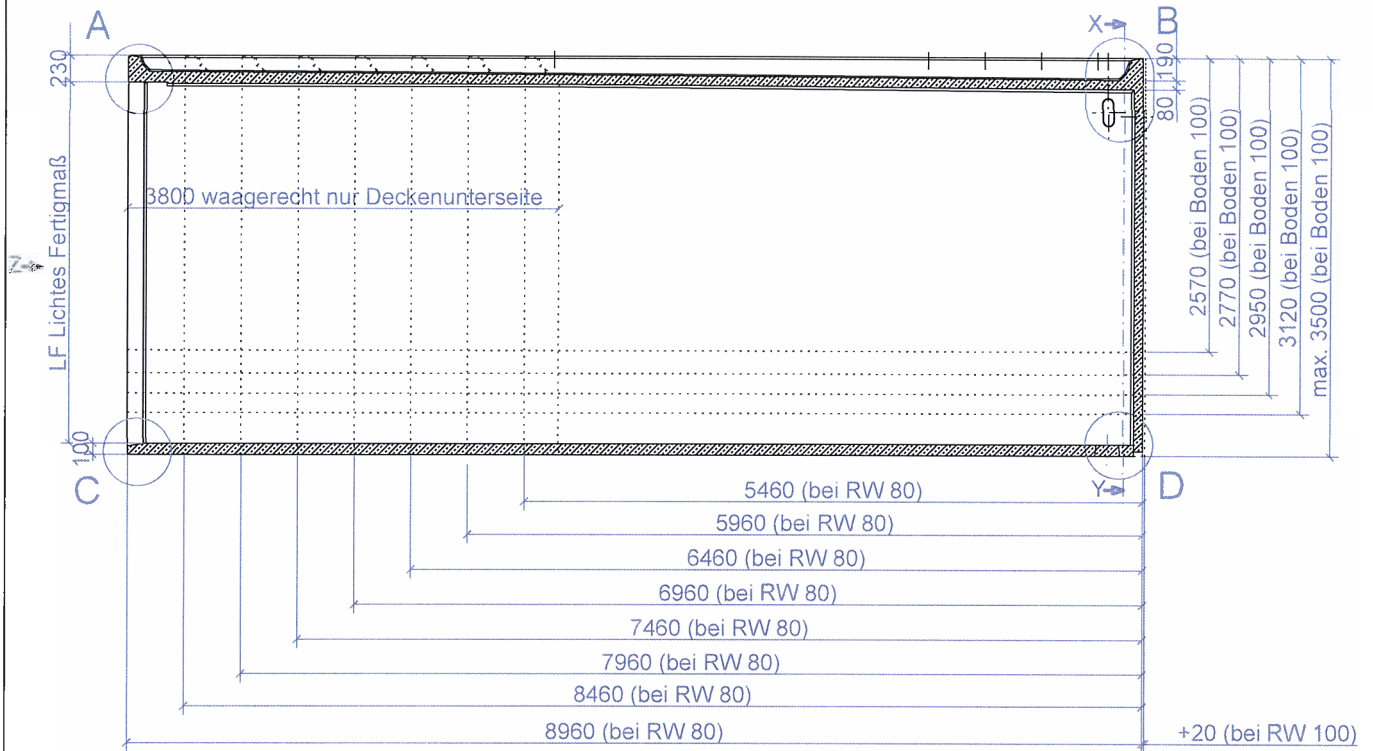 A
X
B
230
190
80
3800 waagerecht nur Deckenunterseite
LF Lichtes Fertigmaß
Z
2570 (bei Boden 100)
2770 (bei Boden 100)
2950 (bei Boden 100)
3120 (bei Boden 100)
max. 3500 (bei Boden 100)
100
C
Y
D
5460 (bei RW 80)
5960 (bei RW 80)
6460 (bei RW 80)
6960 (bei RW 80)
7460 (bei RW 80)
7960 (bei RW 80)
8460 (bei RW 80)
8960 (bei RW 80)
+20 (bei RW 100)